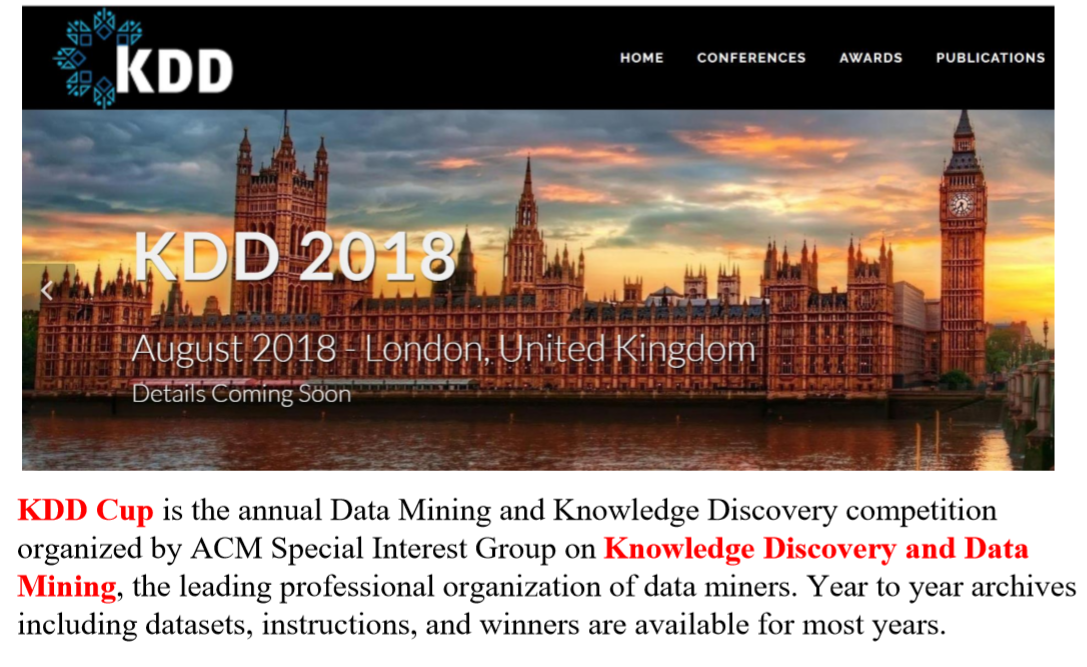 KDD
HOME CONFERENCES AWARDS PUBLICATIONS
KDD 2018
August 2018 - London, United Kingdom
Details Coming Soon
KDD Cup is the annual Data Mining and Knowledge Discovery competition
organized by ACM Special Interest Group on Knowledge Discovery and Data
Mining, the leading professional organization of data miners. Year to year archives
including datasets, instructions, and winners are available for most years.